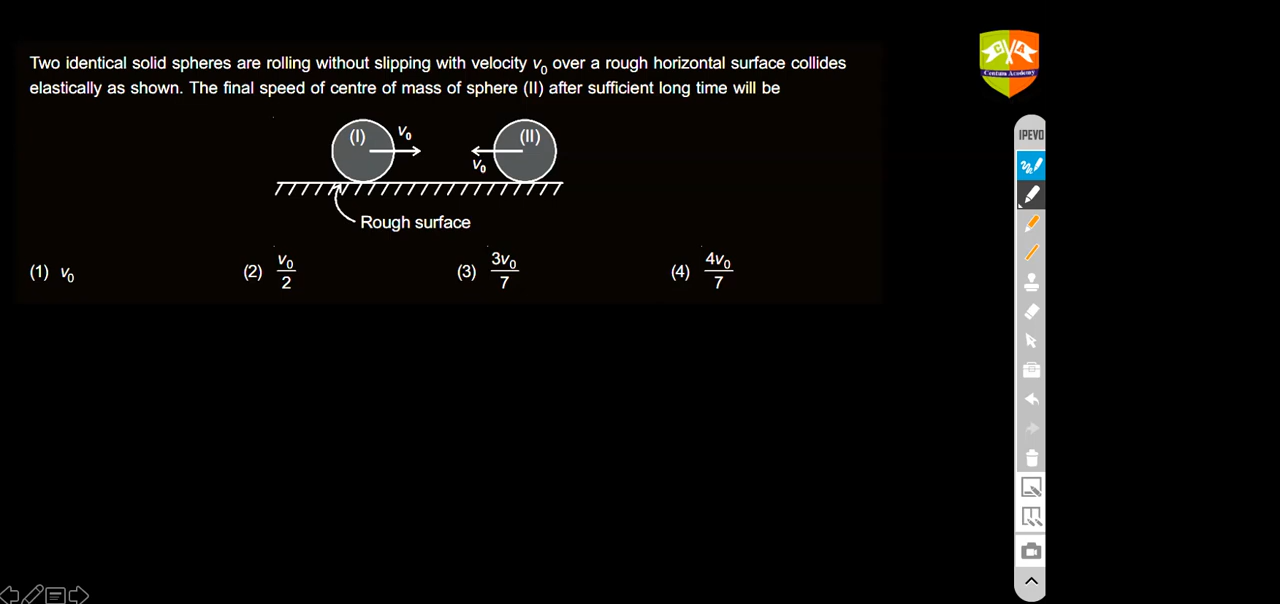 Two identical solid spheres are rolling without slipping with velocity v₀ over a rough horizontal surface collides
elastically as shown. The final speed of centre of mass of sphere (II) after sufficient long time will be
(I) v₀ (II)
v₀
Rough surface
(1) v₀ (2) v₀/2 (3) 3v₀/7 (4) 4v₀/7
C A
Centum Academy
IPEVO